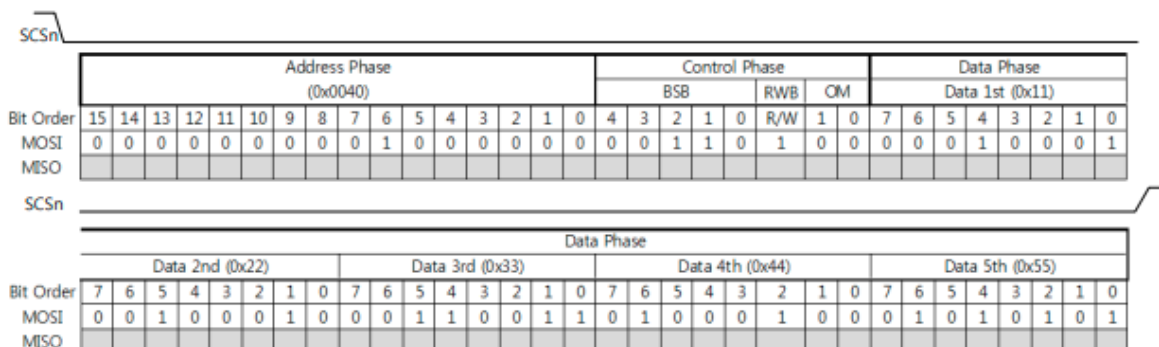 SCSn
Address Phase Control Phase Data Phase
(0x0040) BSB RWB OM Data 1st (0x11)
Bit Order 15 14 13 12 11 10 9 8 7 6 5 4 3 2 1 0 4 3 2 1 0 R/W 1 0 7 6 5 4 3 2 1 0
MOSI 0 0 0 0 0 0 0 0 0 1 0 0 0 0 0 0 0 0 1 1 0 1 0 0 0 0 0 1 0 0 0 1
MISO
SCSn
Data Phase
Data 2nd (0x22) Data 3rd (0x33) Data 4th (0x44) Data 5th (0x55)
Bit Order 7 6 5 4 3 2 1 0 7 6 5 4 3 2 1 0 7 6 5 4 3 2 1 0 7 6 5 4 3 2 1 0
MOSI 0 0 1 0 0 0 1 0 0 0 1 1 0 0 1 1 0 1 0 0 0 1 0 0 0 1 0 1 0 1 0 1
MISO